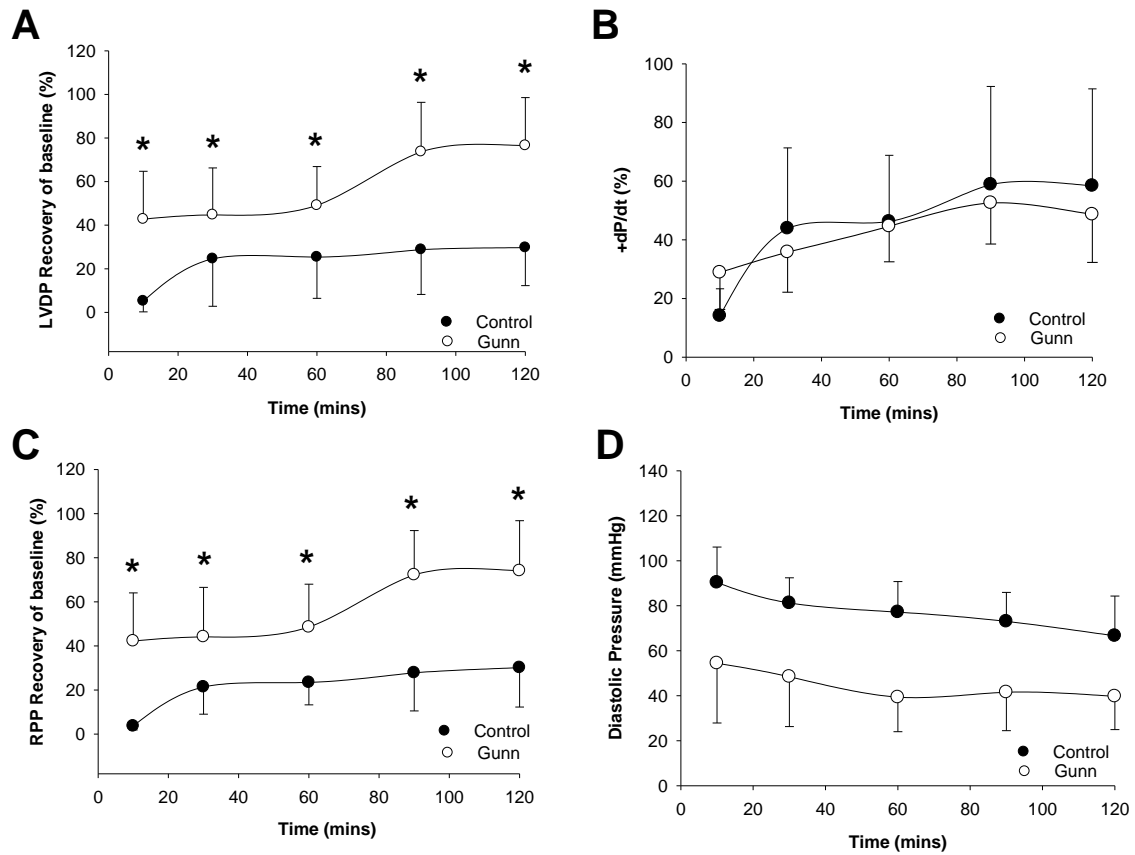 A
LVDP Recovery of baseline (%)
120
100
80
60
40
20
0
* * * * *
Control
Gunn
0 20 40 60 80 100 120
Time (mins)
B
+dP/dt (%)
100
80
60
40
20
0
Control
Gunn
0 20 40 60 80 100 120
Time (mins)
C
RPP Recovery of baseline (%)
120
100
80
60
40
20
0
* * * * *
Control
Gunn
0 20 40 60 80 100 120
Time (mins)
D
Diastolic Pressure (mmHg)
140
120
100
80
60
40
20
0
Control
Gunn
0 20 40 60 80 100 120
Time (mins)